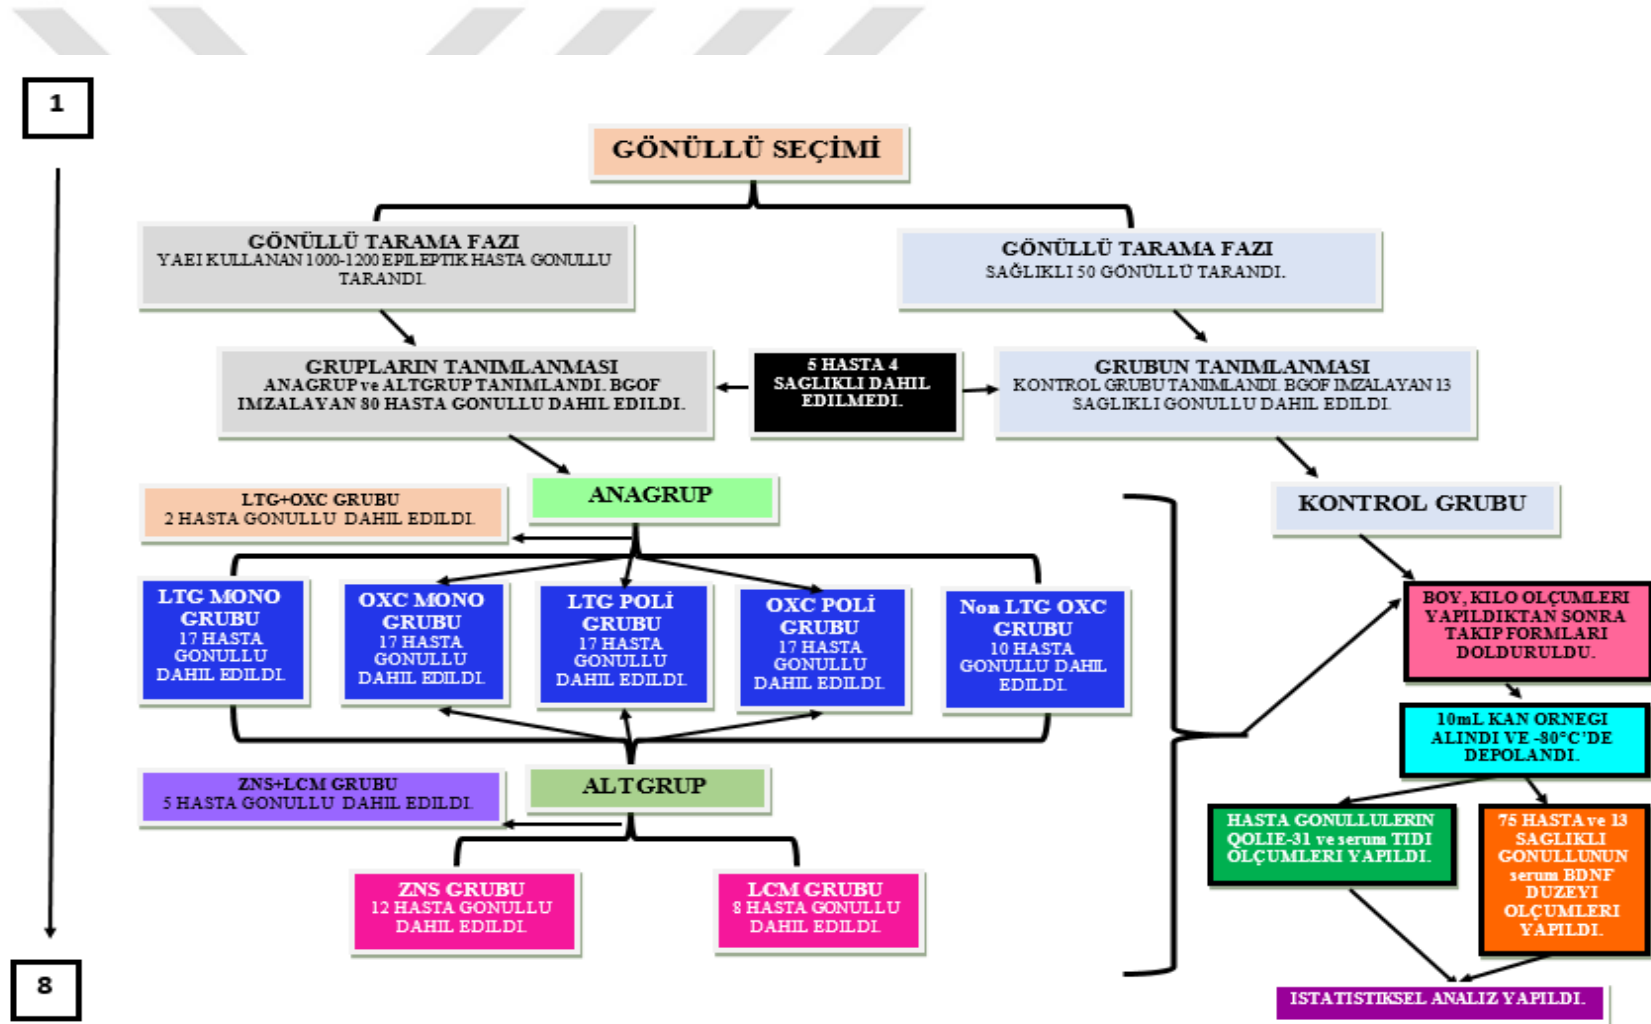 1
GÖNÜLLÜ SEÇİMİ
GÖNÜLLÜ TARAMA FAZI
YAEI KULLANAN 1000-1200 EPILEPTIK HASTA GONULLU
TARANDI.
GÖNÜLLÜ TARAMA FAZI
SAĞLIKLI 50 GÖNÜLLÜ TARANDI.
GRUPLARIN TANIMLANMASI
ANAGRUP ve ALTGRUP TANIMLANDI. BGOF
IMZALAYAN 80 HASTA GONULLU DAHIL EDILDI.
5 HASTA 4
SAGLIKLI DAHIL
EDILMEDI.
GRUBUN TANIMLANMASI
KONTROL GRUBU TANIMLANDI. BGOF IMZALAYAN 13
SAGLIKLI GONULLU DAHIL EDILDI.
LTG+OXC GRUBU
2 HASTA GONULLU DAHIL EDILDI.
ANAGRUP
KONTROL GRUBU
LTG MONO
GRUBU
17 HASTA
GONULLU
DAHIL EDILDI.
OXC MONO
GRUBU
17 HASTA
GONULLU
DAHIL EDILDI.
LTG POLİ
GRUBU
17 HASTA
GONULLU
DAHIL EDILDI.
OXC POLİ
GRUBU
17 HASTA
GONULLU
DAHIL EDILDI.
Non LTG OXC
GRUBU
10 HASTA
GONULLU DAHIL
EDILDI.
BOY, KILO OLÇUMLERI
YAPILDIKTAN SONRA
TAKIP FORMLARI
DOLDURULDU.
10mL KAN ORNEGI
ALINDI VE -80°C'DE
DEPOLANDI.
ZNS+LCM GRUBU
5 HASTA GONULLU DAHIL EDILDI.
ALTGRUP
ZNS GRUBU
12 HASTA GONULLU
DAHIL EDILDI.
LCM GRUBU
8 HASTA GONULLU
DAHIL EDILDI.
HASTA GONULLULERIN
QOLIE-31 ve serum TIDI
OLÇUMLERI YAPILDI.
75 HASTA ve 13
SAGLIKLI
GONULLUNUN
serum BDNF
DUZEYI
OLÇUMLERI
YAPILDI.
8
ISTATISTIKSEL ANALIZ YAPILDI.